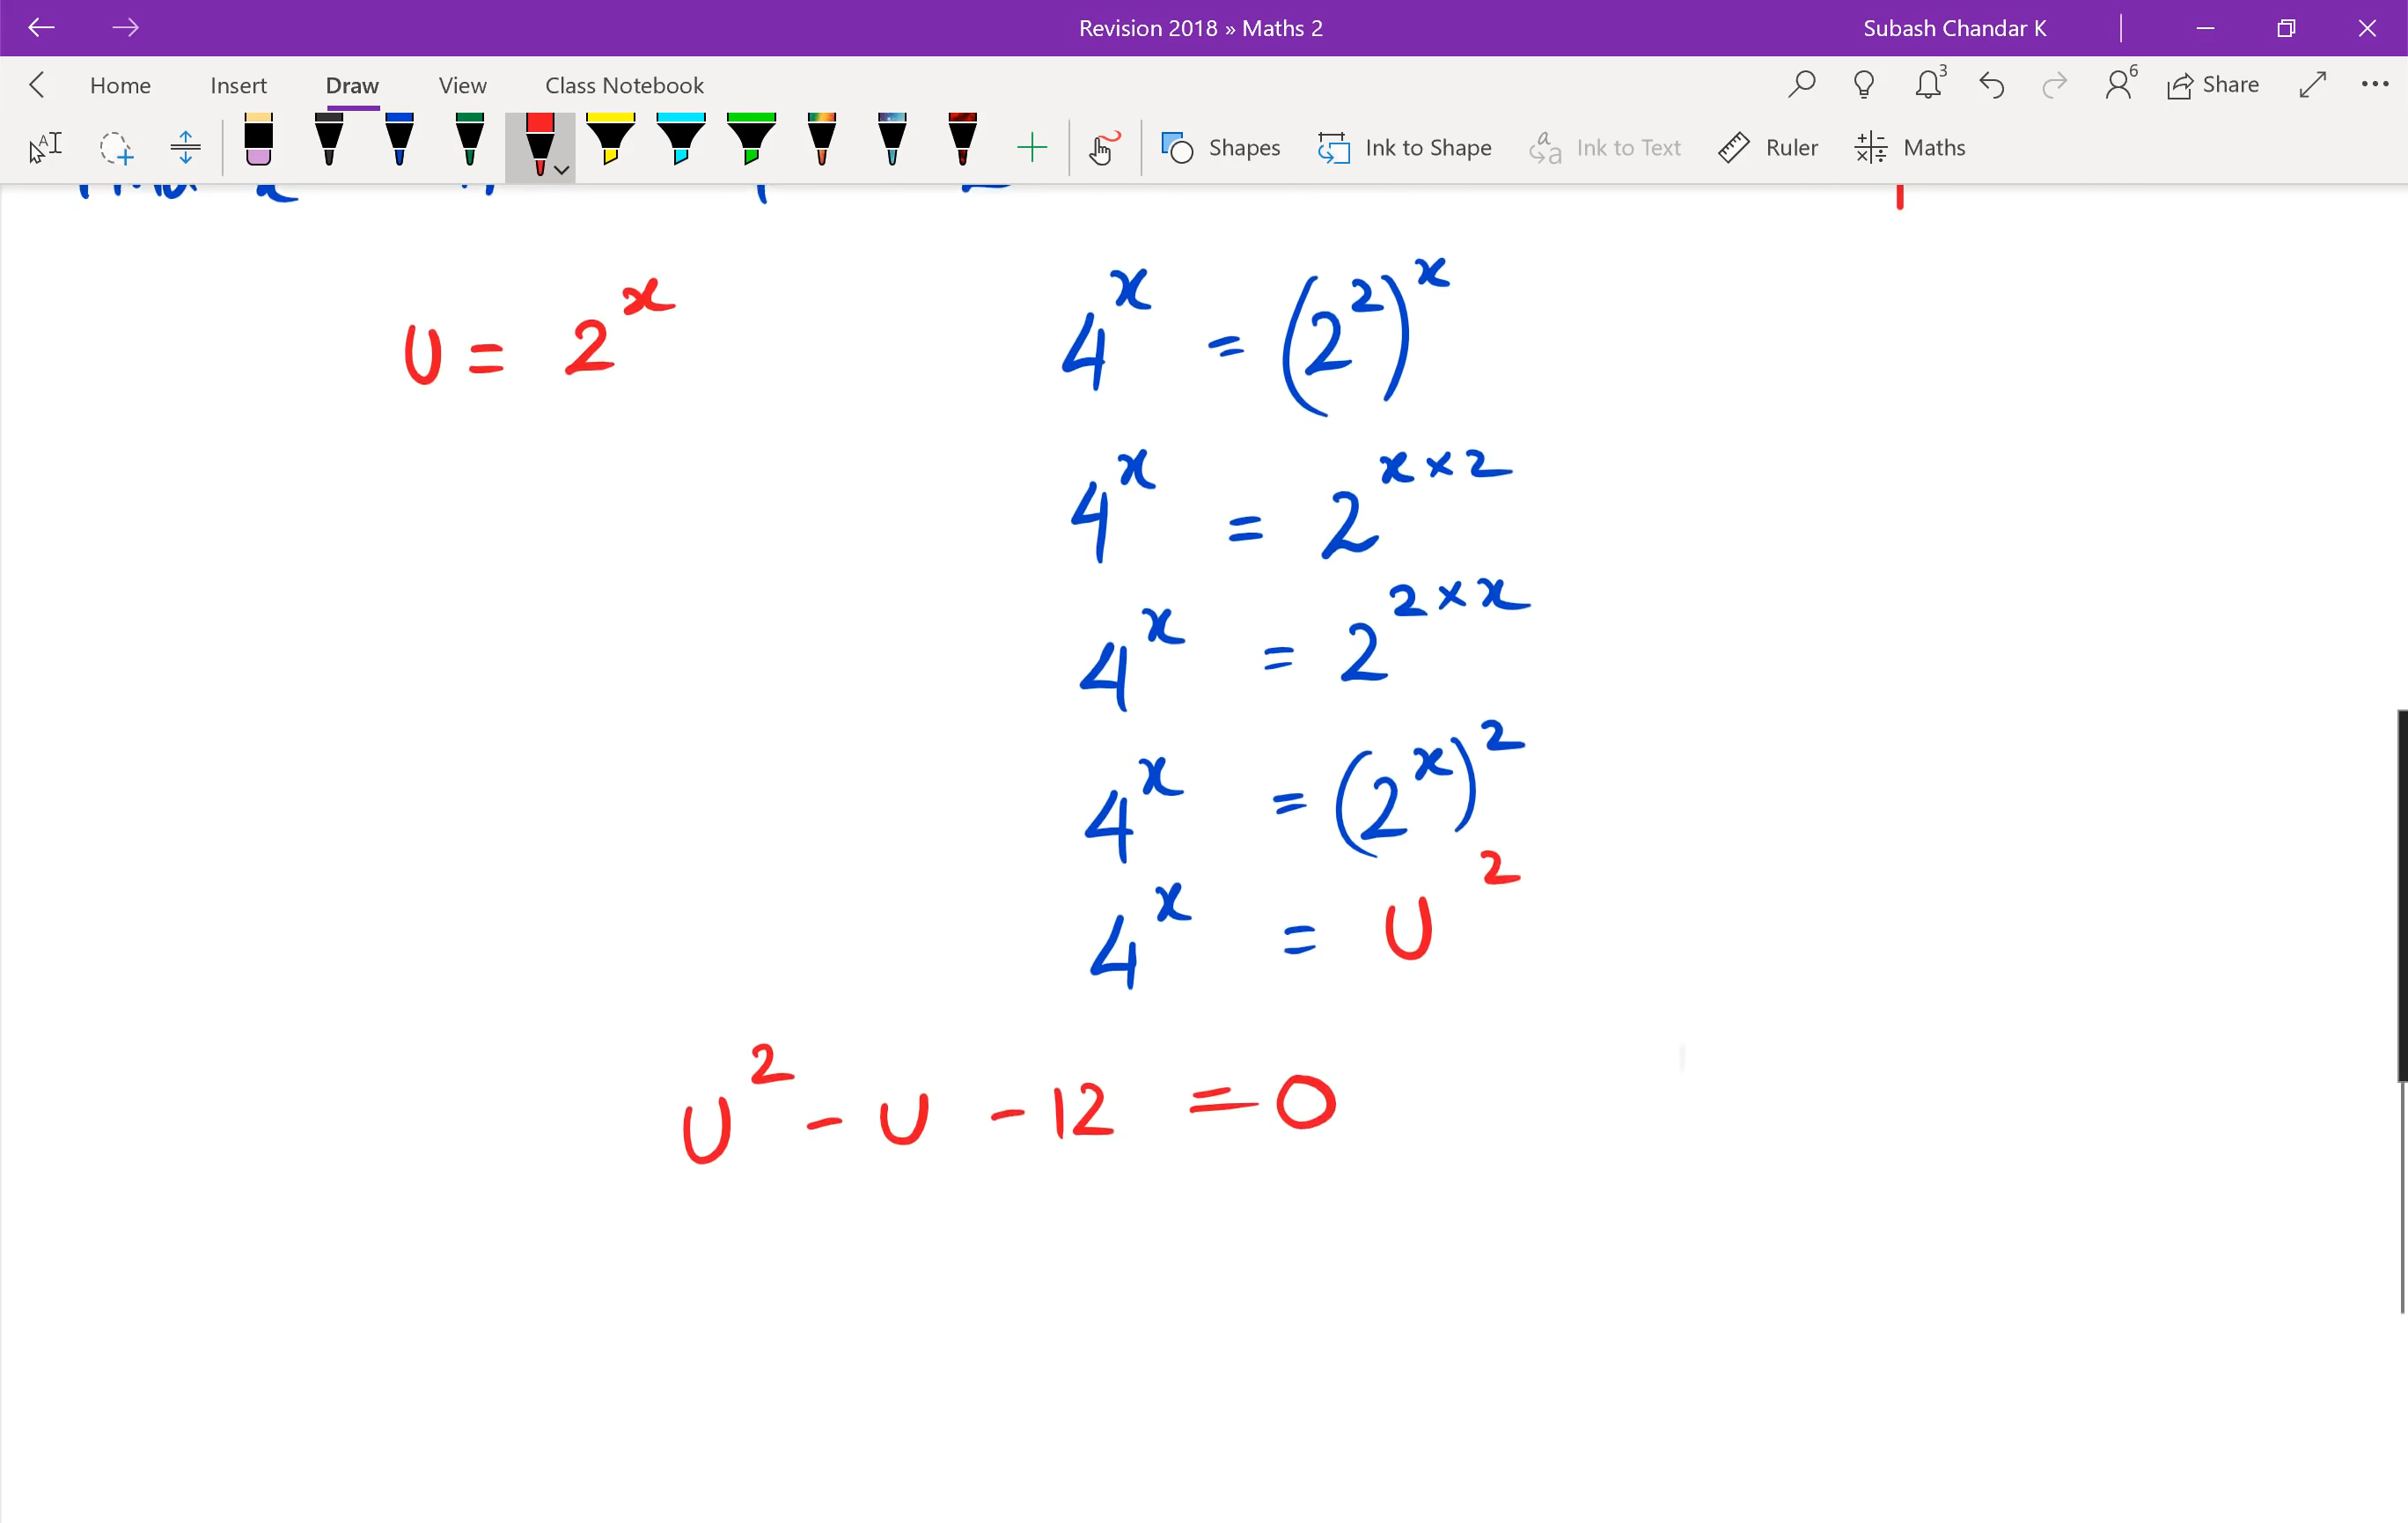 Revision 2018 » Maths 2
Subash Chandar K
Home Insert Draw View Class Notebook
3
6
Share
Shapes Ink to Shape Ink to Text Ruler Maths
U = 2^x
4^x = (2^2)^x
4^x = 2^(x × 2)
4^x = 2^(2 × x)
4^x = (2^x)^2
4^x = U^2
U^2 - U - 12 = 0